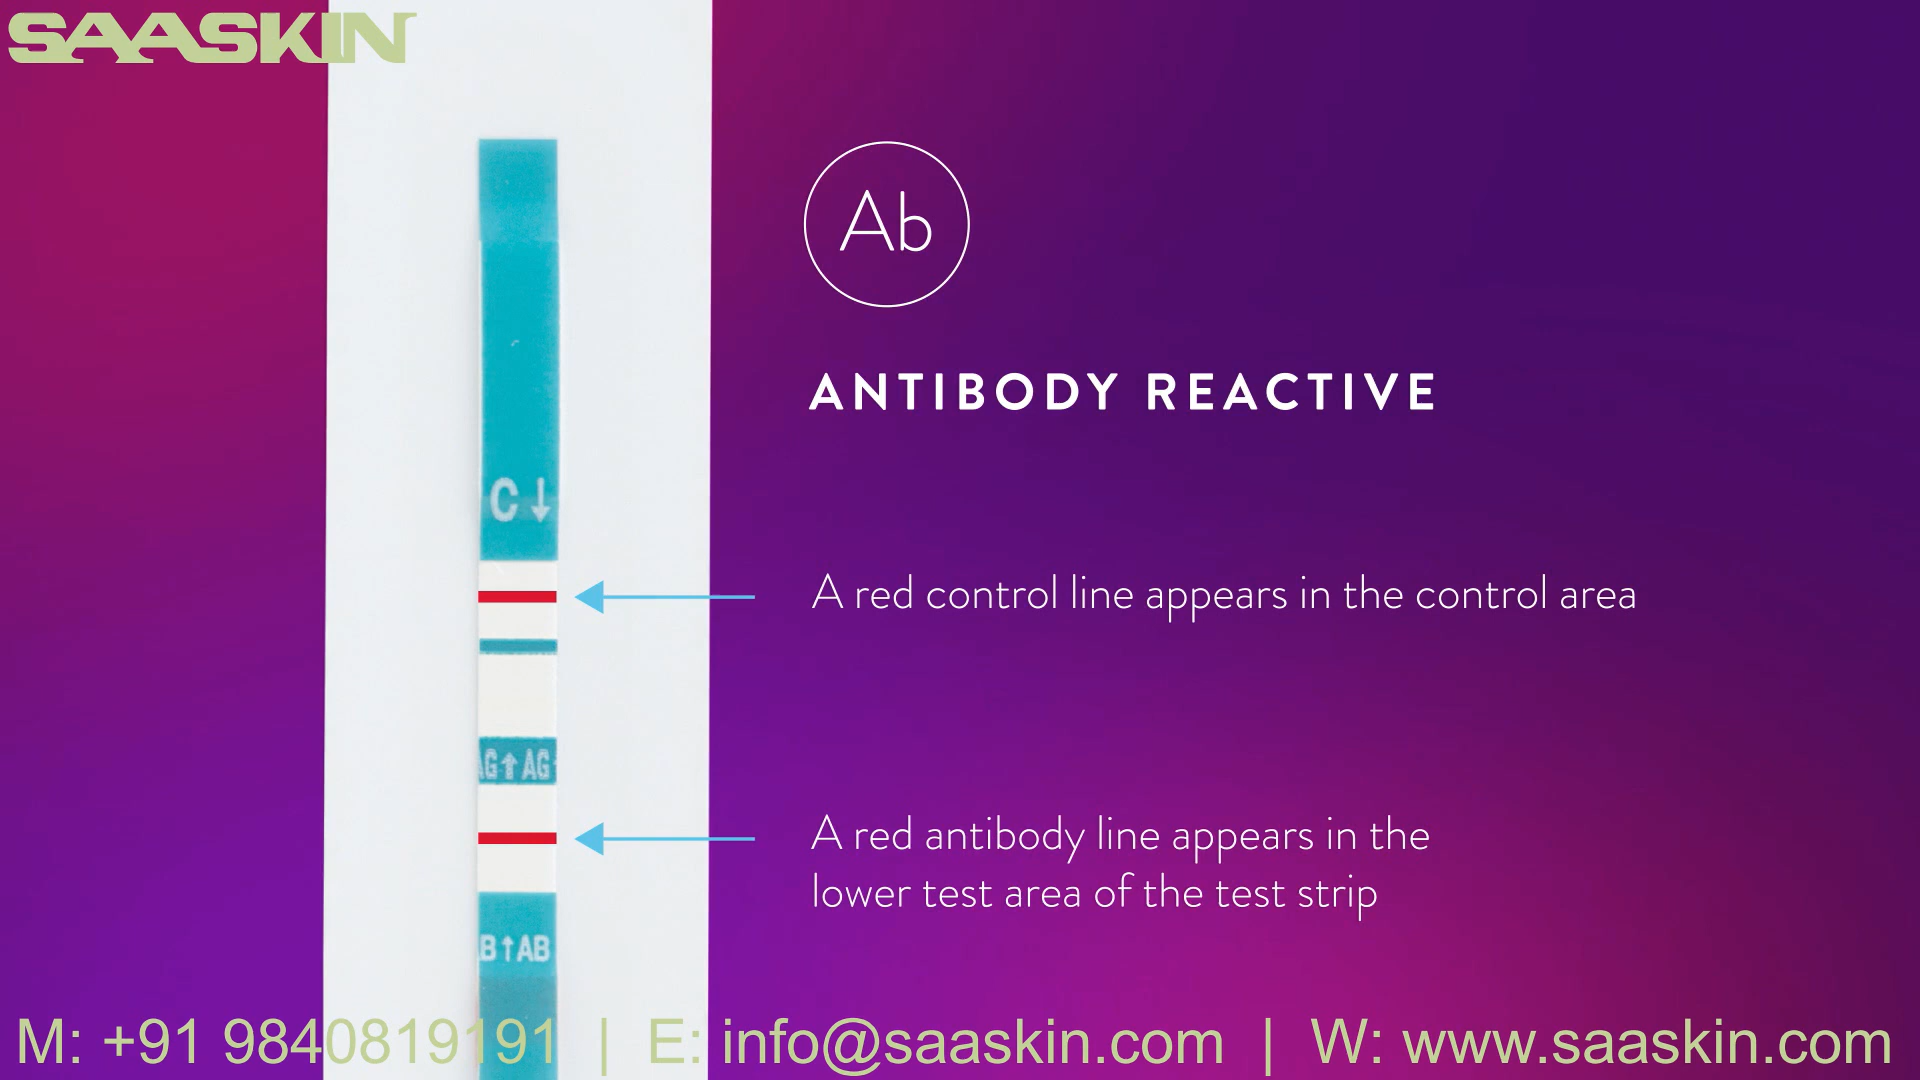 SAASKIN
Ab
ANTIBODY REACTIVE
C↓
A red control line appears in the control area
AG↑AG
A red antibody line appears in the
lower test area of the test strip
B↑AB
M: +91 9840819191 | E: info@saaskin.com | W: www.saaskin.com